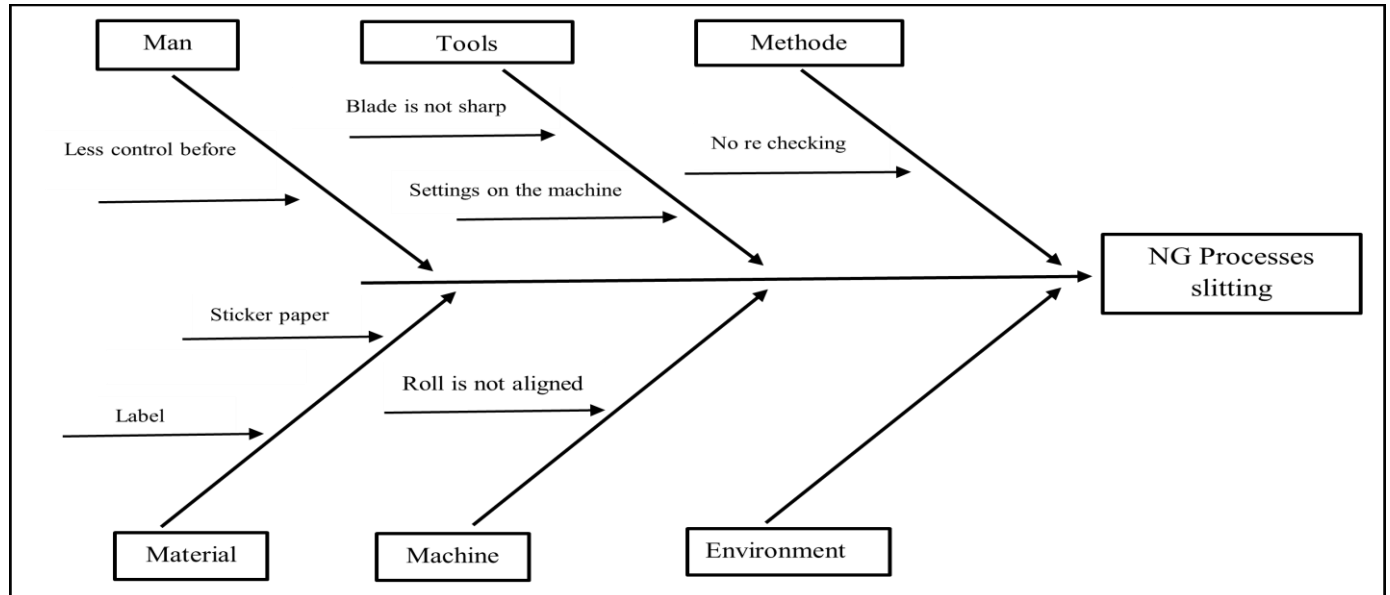 Man
Tools
Methode
Blade is not sharp
Less control before
No re checking
Settings on the machine
NG Processes
slitting
Sticker paper
Roll is not aligned
Label
Material
Machine
Environment